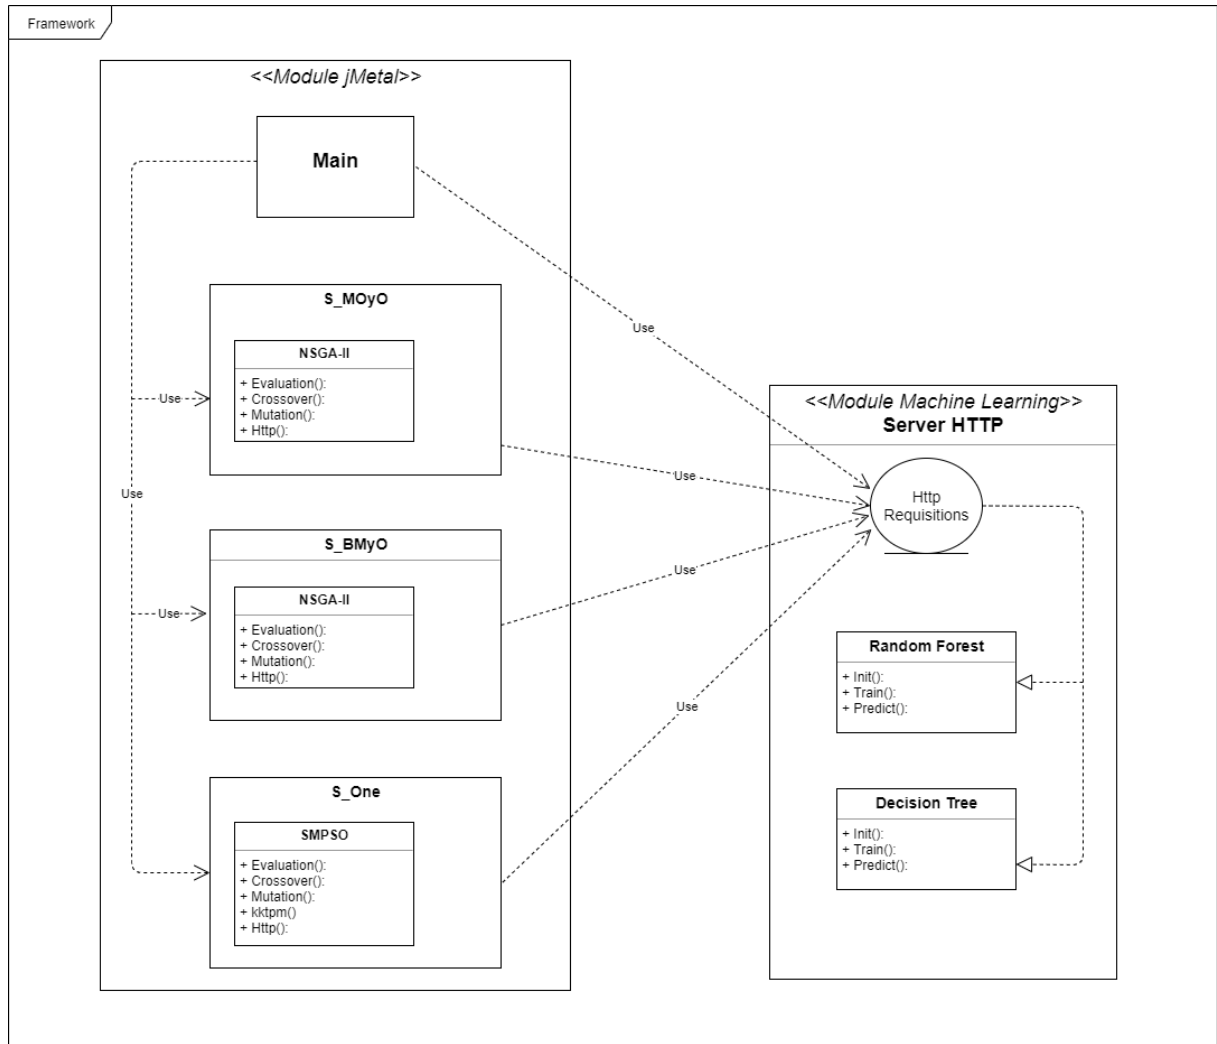 Framework
<<Module jMetal>>
Main
Use
S_MOyO
NSGA-II
+ Evaluation():
+ Crossover():
+ Mutation():
+ Http():
Use
Use
Use
<<Module Machine Learning>>
Server HTTP
Http
Requisitions
S_BMyO
NSGA-II
+ Evaluation():
+ Crossover():
+ Mutation():
+ Http():
Use
Use
Random Forest
+ Init():
+ Train():
+ Predict():
Use
S_One
SMPSO
+ Evaluation():
+ Crossover():
+ Mutation():
+ kktpm()
+ Http():
Decision Tree
+ Init():
+ Train():
+ Predict():